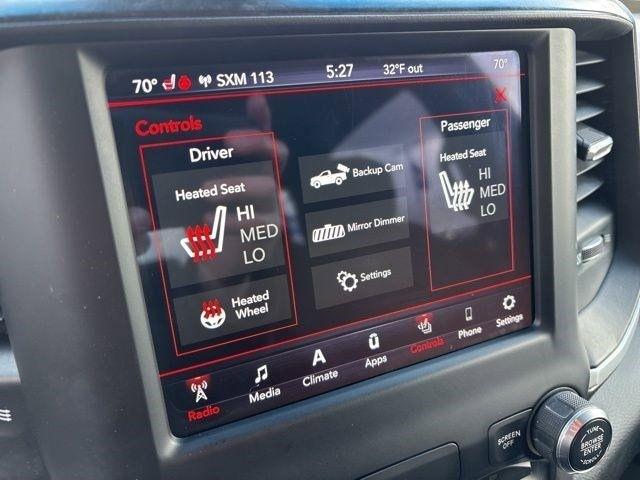 70° SXM 113 5:27 32°F out 70°
Controls
Driver
Heated Seat
HI
MED
LO
Heated
Wheel
Backup Cam
Mirror Dimmer
Settings
Passenger
Heated Seat
HI
MED
LO
Radio Media Climate Apps Controls Phone Settings
SCREEN
OFF
TUNE
BROWSE
ENTER
SCROLL